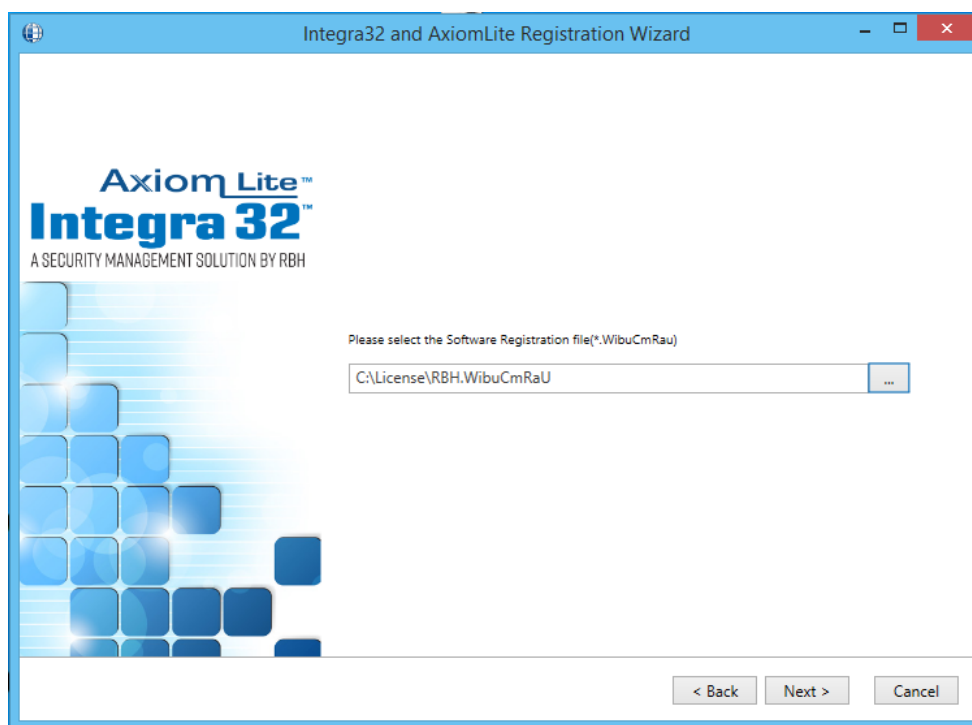 Integra32 and AxiomLite Registration Wizard
Axiom Lite™
Integra 32™
A SECURITY MANAGEMENT SOLUTION BY RBH
Please select the Software Registration file(*.WibuCmRau)
C:\License\RBH.WibuCmRaU
...
< Back
Next >
Cancel